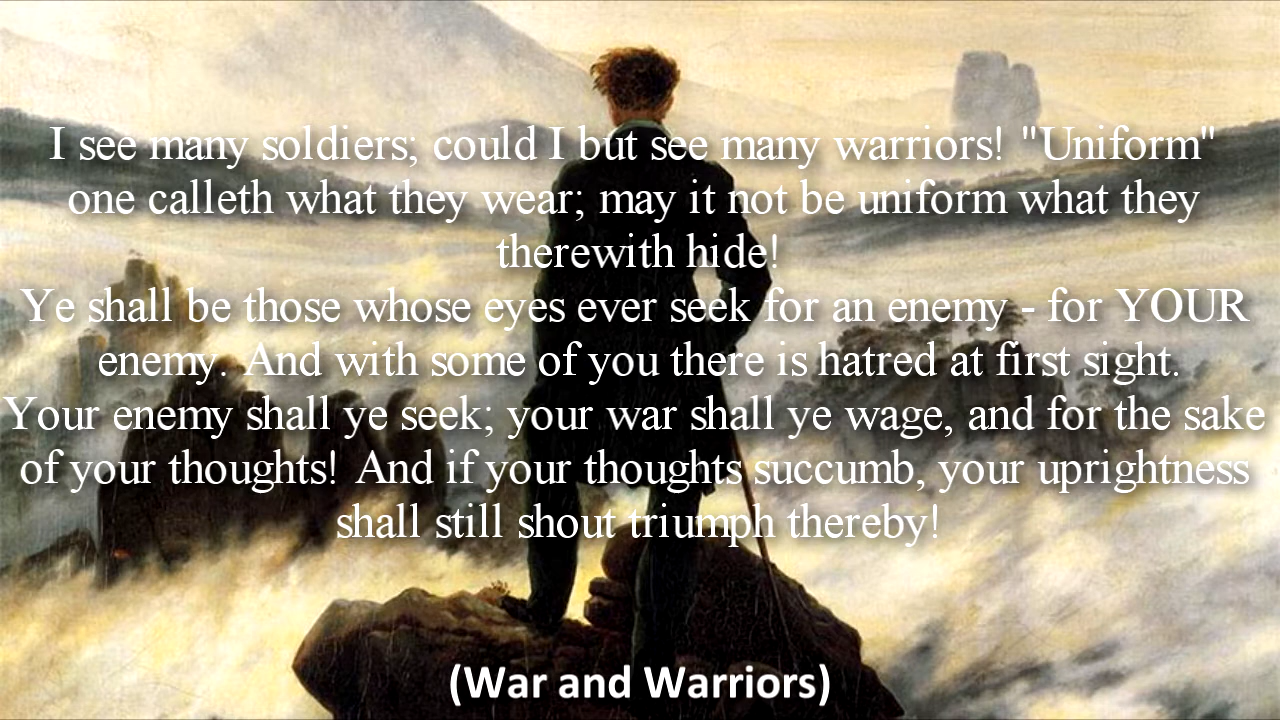 I see many soldiers; could I but see many warriors! "Uniform"
one calleth what they wear; may it not be uniform what they
therewith hide!
Ye shall be those whose eyes ever seek for an enemy - for YOUR
enemy. And with some of you there is hatred at first sight.
Your enemy shall ye seek; your war shall ye wage, and for the sake
of your thoughts! And if your thoughts succumb, your uprightness
shall still shout triumph thereby!
(War and Warriors)